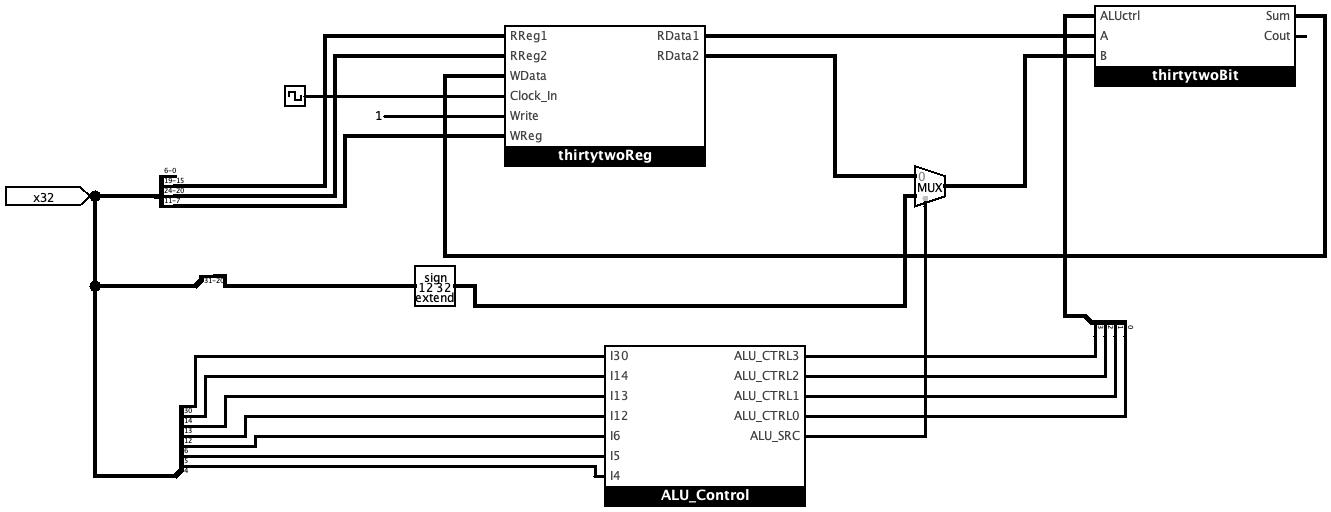 ALUctrl
Sum
A
Cout
B
thirtytwoBit
RReg1
RData1
RReg2
RData2
WData
Clock_In
1
Write
WReg
thirtytwoReg
6-0
19-15
24-20
11-7
x32
0
MUX
31-20
sign
12 32
extend
3
2
1
0
I30
ALU_CTRL3
I14
ALU_CTRL2
I13
ALU_CTRL1
I12
ALU_CTRL0
I6
ALU_SRC
I5
I4
ALU_Control
30
14
13
12
6
5
4